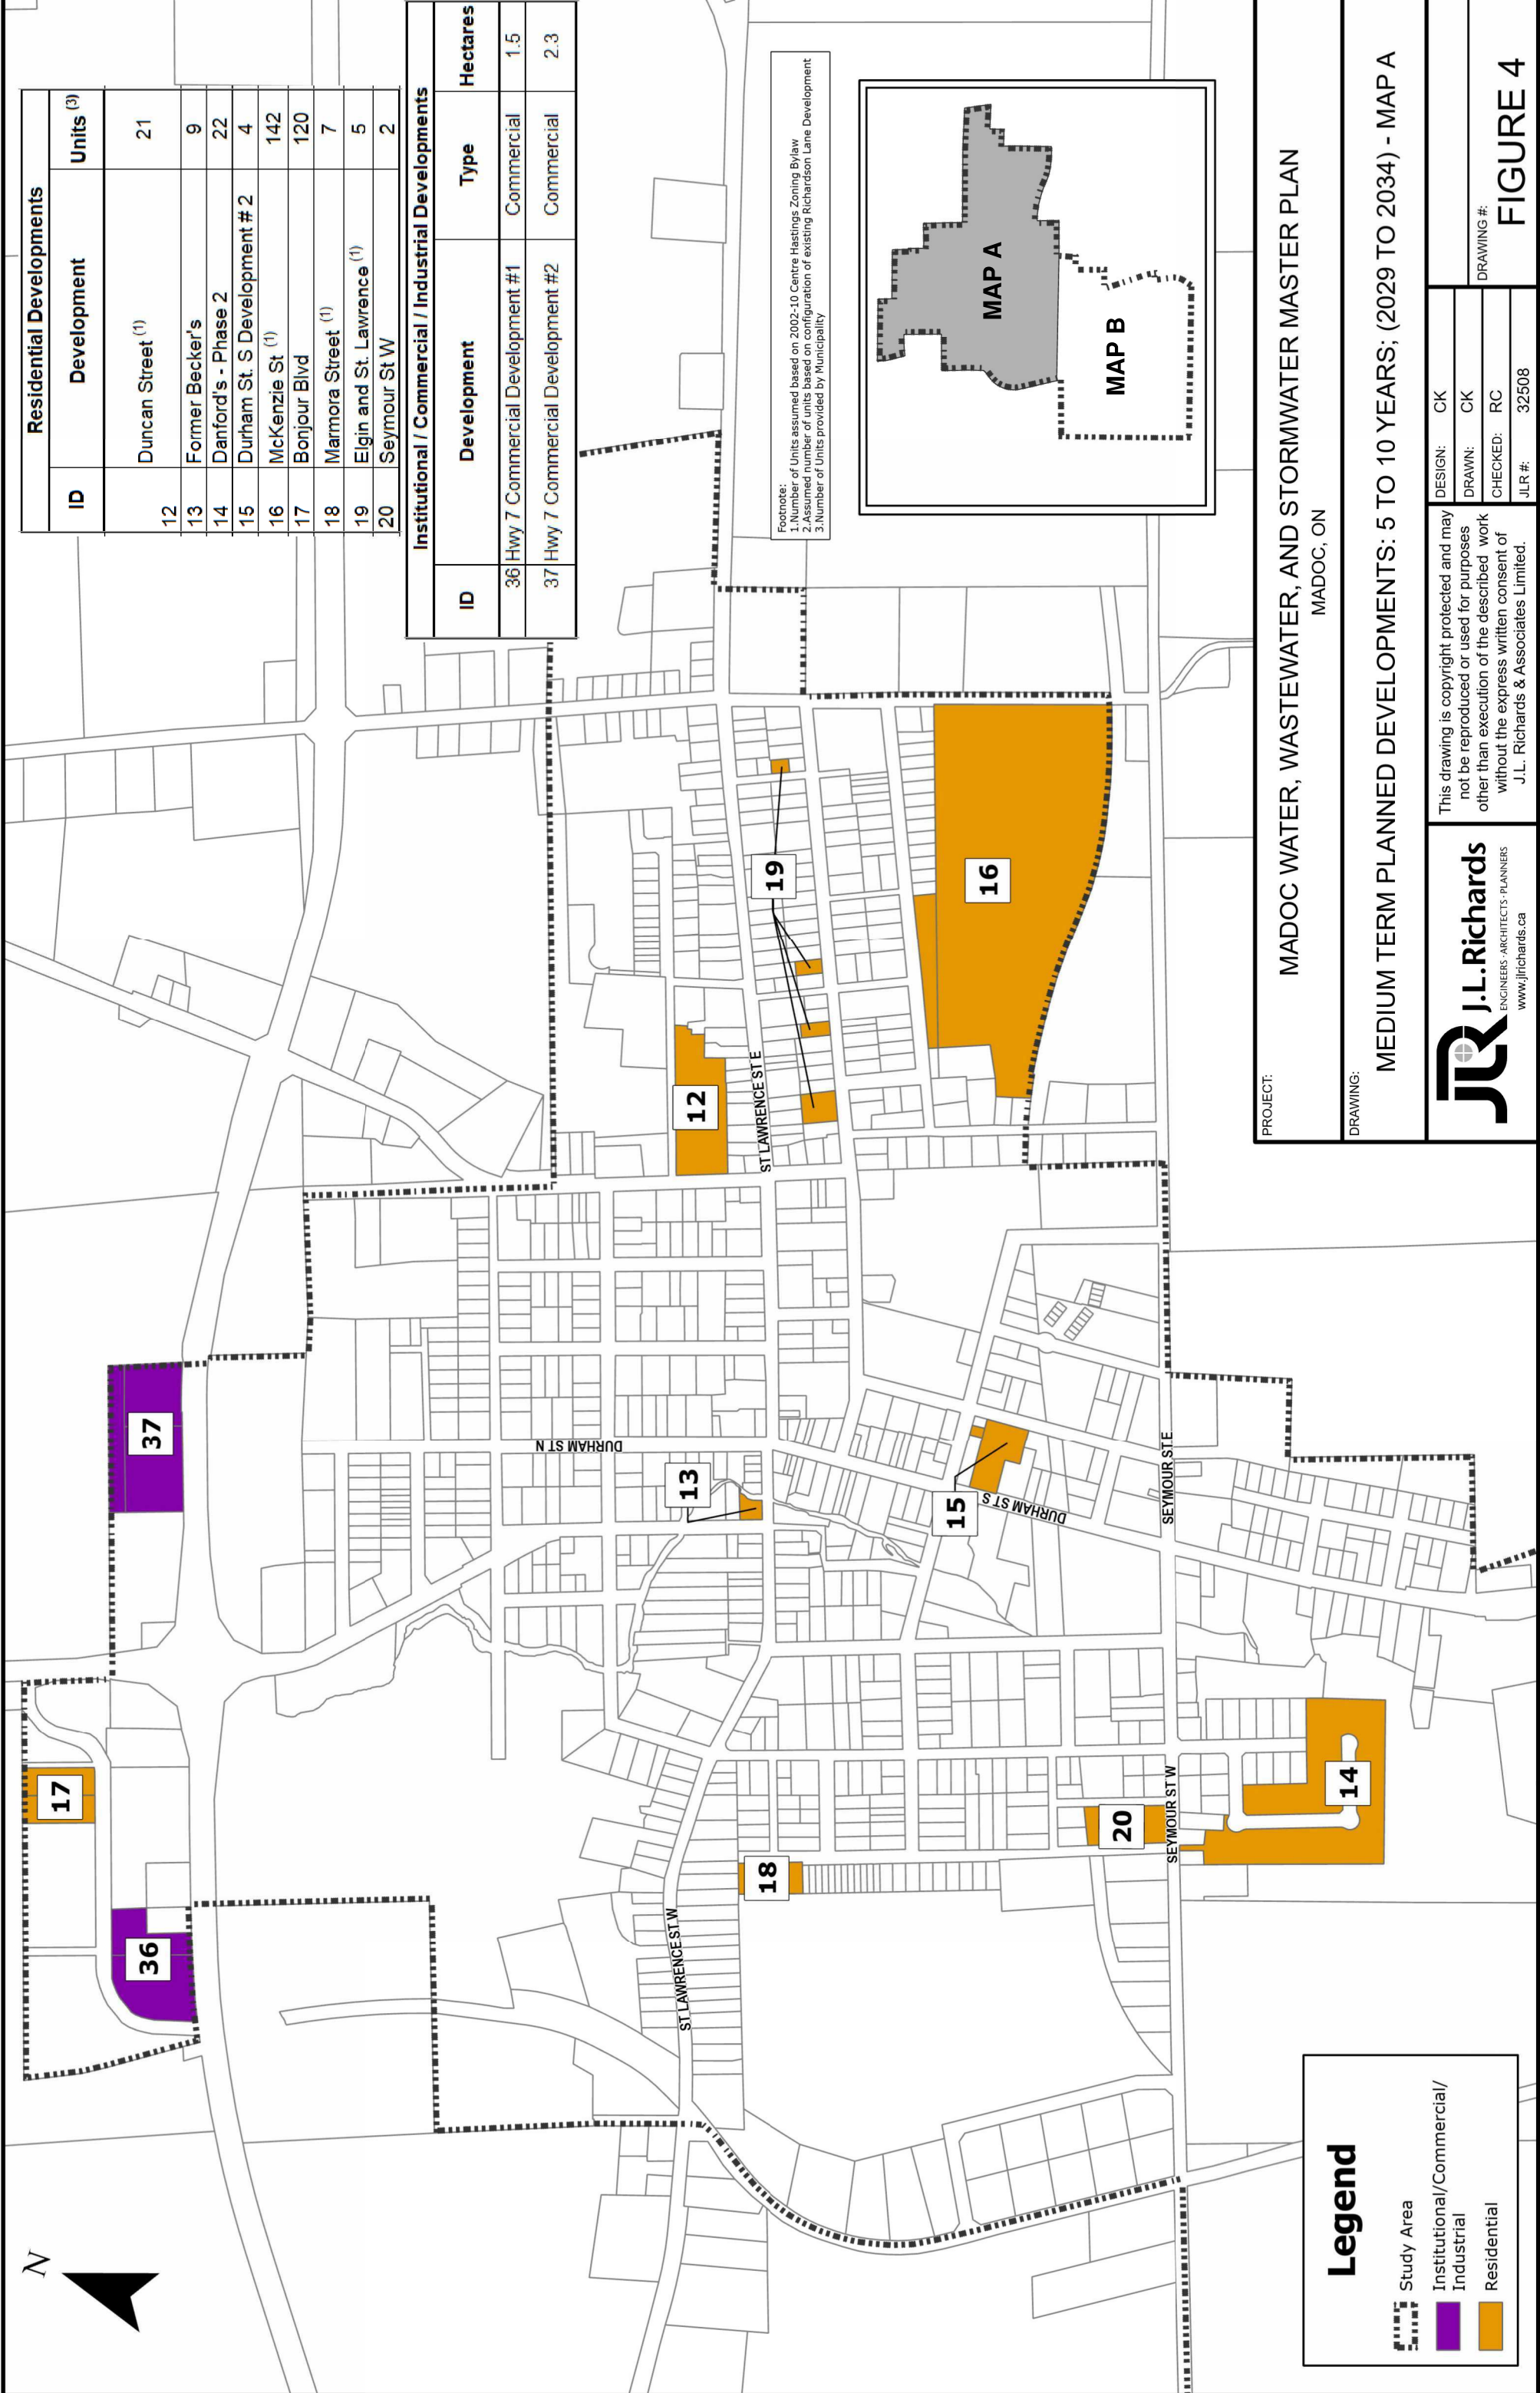 N
Residential Developments
ID Development Units (3)
12 Duncan Street (1) 21
13 Former Becker's 9
14 Danford's - Phase 2 22
15 Durham St. S Development # 2 4
16 McKenzie St (1) 142
17 Bonjour Blvd 120
18 Marmora Street (1) 7
19 Elgin and St. Lawrence (1) 5
20 Seymour St W 2
Institutional / Commercial / Industrial Developments
ID Development Type Hectares
36 Hwy 7 Commercial Development #1 Commercial 1.5
37 Hwy 7 Commercial Development #2 Commercial 2.3
17
36
37
13
12
19
16
18
20
14
15
DURHAM ST N
DURHAM ST S
ST LAWRENCE ST E
ST LAWRENCE ST W
SEYMOUR ST E
SEYMOUR ST W
Footnote:
1.Number of Units assumed based on 2002-10 Centre Hastings Zoning Bylaw
2.Assumed number of units based on configuration of existing Richardson Lane Development
3.Number of Units provided by Municipality
MAP A
MAP B
Legend
Study Area
Institutional/Commercial/
Industrial
Residential
PROJECT:
MADOC WATER, WASTEWATER, AND STORMWATER MASTER PLAN
MADOC, ON
DRAWING:
MEDIUM TERM PLANNED DEVELOPMENTS: 5 TO 10 YEARS; (2029 TO 2034) - MAP A
JLR J.L.Richards
ENGINEERS · ARCHITECTS · PLANNERS
www.jlrichards.ca
This drawing is copyright protected and may
not be reproduced or used for purposes
other than execution of the described work
without the express written consent of
J.L. Richards & Associates Limited.
DESIGN: CK
DRAWN: CK
CHECKED: RC
JLR #: 32508
DRAWING #:
FIGURE 4